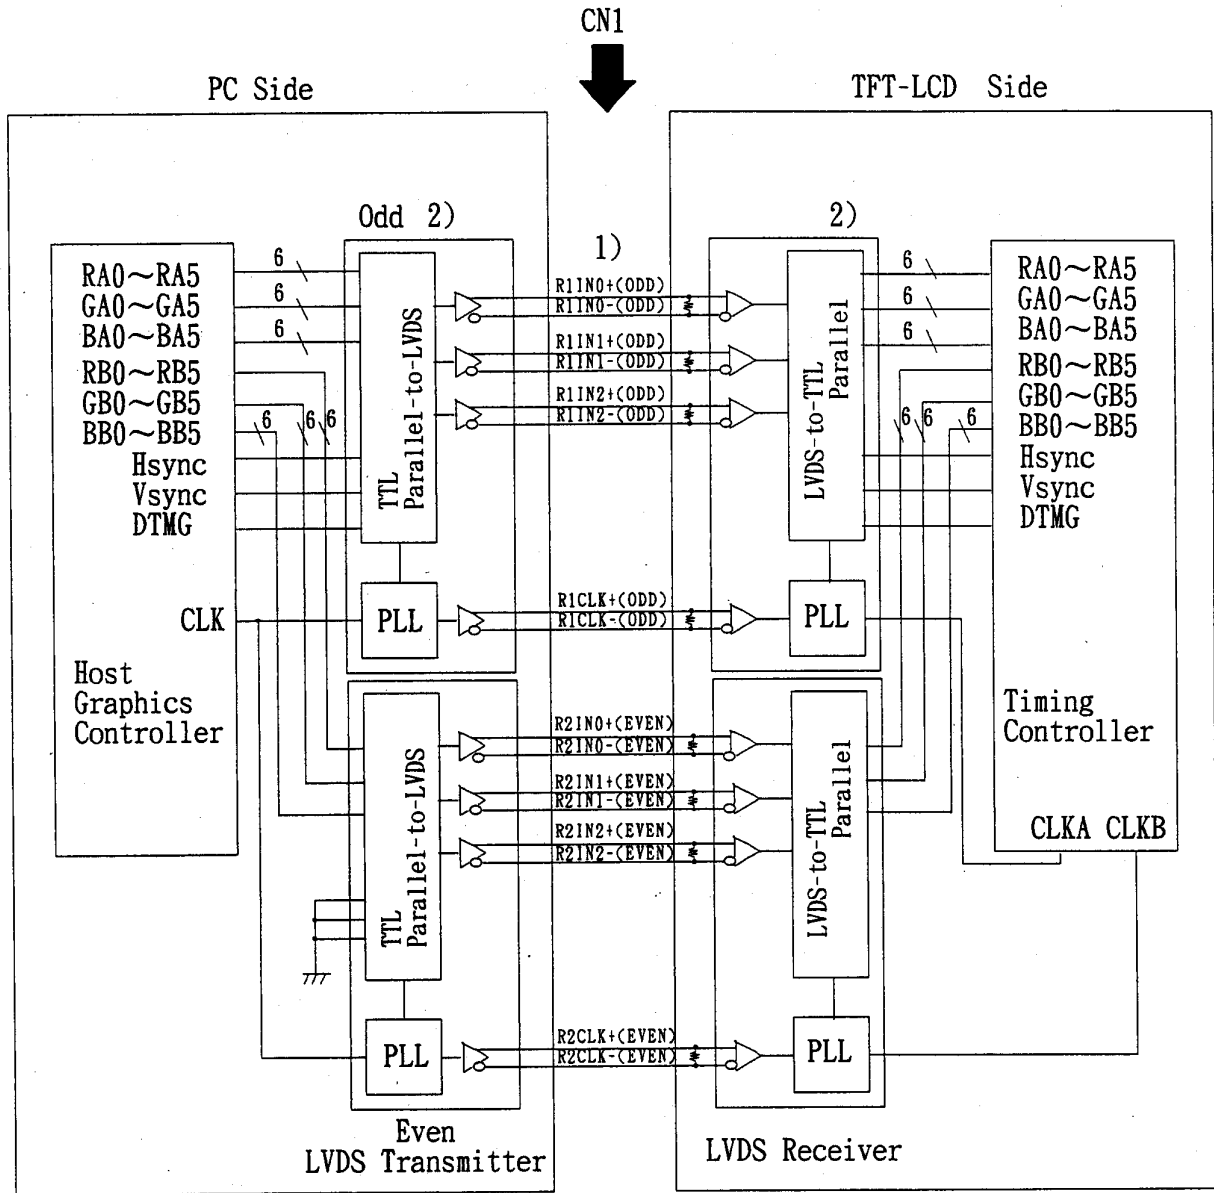 CN1
PC Side
TFT-LCD Side
Odd 2)
1)
2)
RA0~RA5
GA0~GA5
BA0~BA5
RB0~RB5
GB0~GB5
BB0~BB5
Hsync
Vsync
DTMG
CLK
Host
Graphics
Controller
6
6
6
6
6
6
TTL
Parallel-to-LVDS
PLL
R1IN0+(ODD)
R1IN0-(ODD)
R1IN1+(ODD)
R1IN1-(ODD)
R1IN2+(ODD)
R1IN2-(ODD)
R1CLK+(ODD)
R1CLK-(ODD)
LVDS-to-TTL
Parallel
PLL
6
6
6
6
6
6
RA0~RA5
GA0~GA5
BA0~BA5
RB0~RB5
GB0~GB5
BB0~BB5
Hsync
Vsync
DTMG
Timing
Controller
CLKA CLKB
TTL
Parallel-to-LVDS
PLL
R2IN0+(EVEN)
R2IN0-(EVEN)
R2IN1+(EVEN)
R2IN1-(EVEN)
R2IN2+(EVEN)
R2IN2-(EVEN)
R2CLK+(EVEN)
R2CLK-(EVEN)
LVDS-to-TTL
Parallel
PLL
Even
LVDS Transmitter
LVDS Receiver